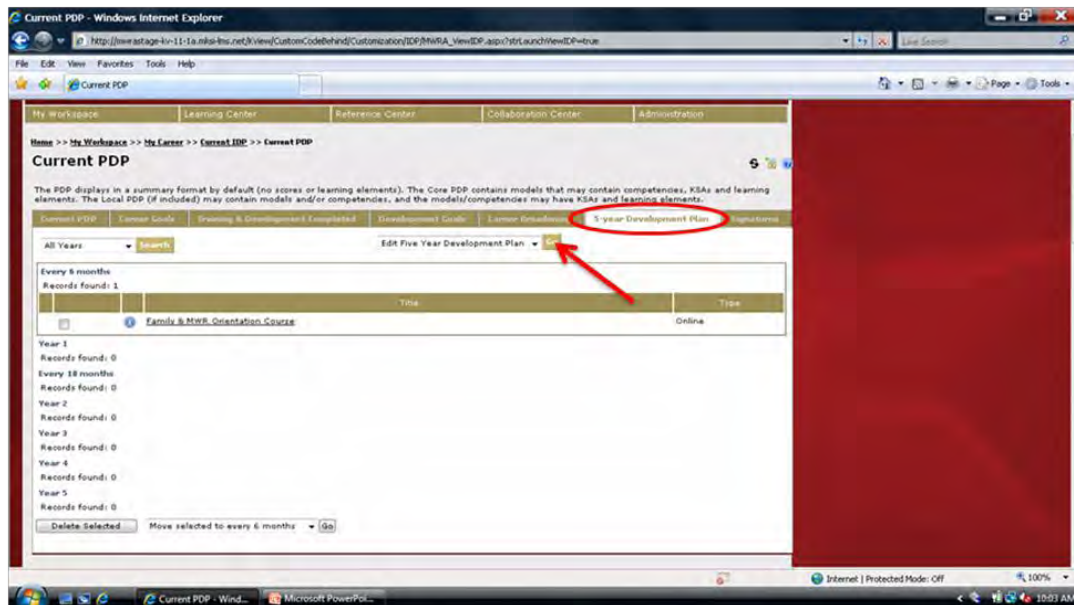 Current PDP - Windows Internet Explorer
http://mwrastage-kv-11-1a.mksi-lms.net/Kview/CustomCodeBehind/Customization/IDP/MWRA_ViewIDP.aspx?strLaunchViewIDP=true
Live Search
File Edit View Favorites Tools Help
Current PDP
Page Tools
My Workspace Learning Center Reference Center Collaboration Center Administration
Home >> My Workspace >> My Career >> Current IDP >> Current PDP
Current PDP
The PDP displays in a summary format by default (no scores or learning elements). The Core PDP contains models that may contain competencies, KSAs and learning
elements. The Local PDP (if included) may contain models and/or competencies, and the models/competencies may have KSAs and learning elements.
Current PDP Career Goals Training & Development Completed Development Goals Career Broadening 5-year Development Plan Signatures
All Years Search Edit Five Year Development Plan Go
Every 6 months
Records found: 1
Title Type
Family & MWR Orientation Course Online
Year 1
Records found: 0
Every 18 months
Records found: 0
Year 2
Records found: 0
Year 3
Records found: 0
Year 4
Records found: 0
Year 5
Records found: 0
Delete Selected Move selected to every 6 months Go
Internet | Protected Mode: Off 100%
Current PDP - Wind... Microsoft PowerPoi... 10:03 AM